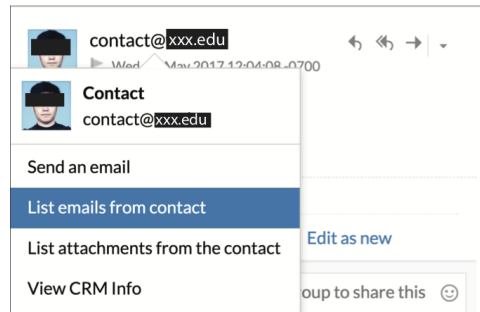 contact@xxx.edu
Wed May 2017 12:04:08 -0700
Contact
contact@xxx.edu
Send an email
List emails from contact
Edit as new
List attachments from the contact
View CRM Info
oup to share this